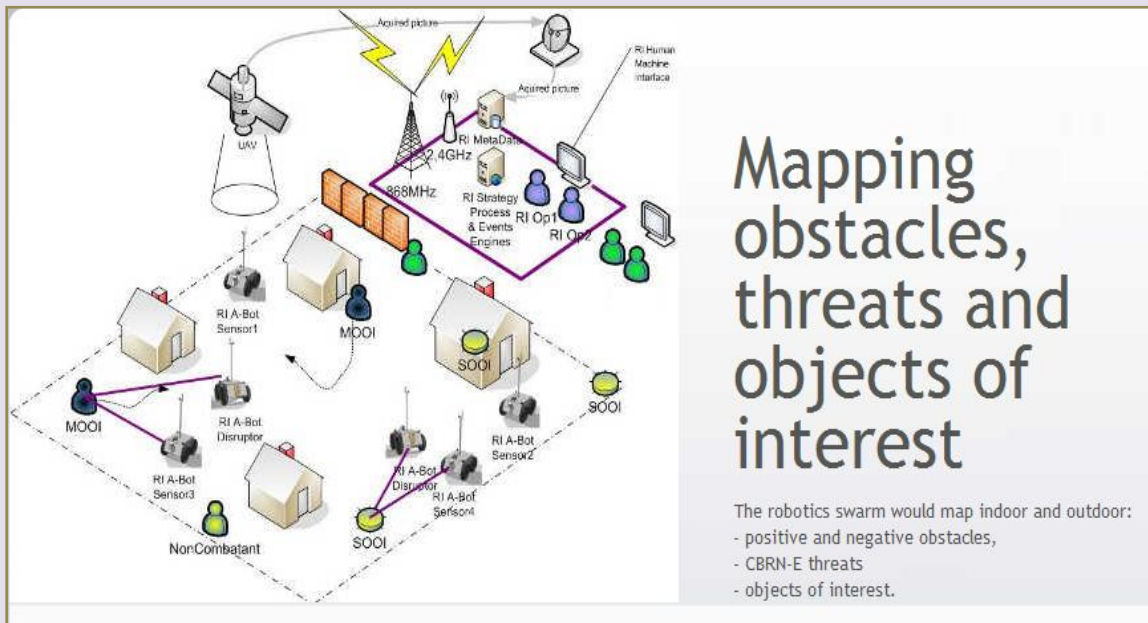 Acquired picture
RI Human
Machine
Interface
Acquired picture
UAV
RI MetaData
2,4GHz
868MHz
RI Strategy
Process
& Events
Engines
RI Op1
RI Op2
RI A-Bot
Sensor1
MOOI
SOOI
SOOI
MOOI
RI A-Bot
Disruptor
RI A-Bot
Sensor2
RI A-Bot
Sensor3
RI A-Bot
Disruptor
RI A-Bot
Sensor4
NonCombatant
SOOI
Mapping
obstacles,
threats and
objects of
interest
The robotics swarm would map indoor and outdoor:
- positive and negative obstacles,
- CBRN-E threats
- objects of interest.